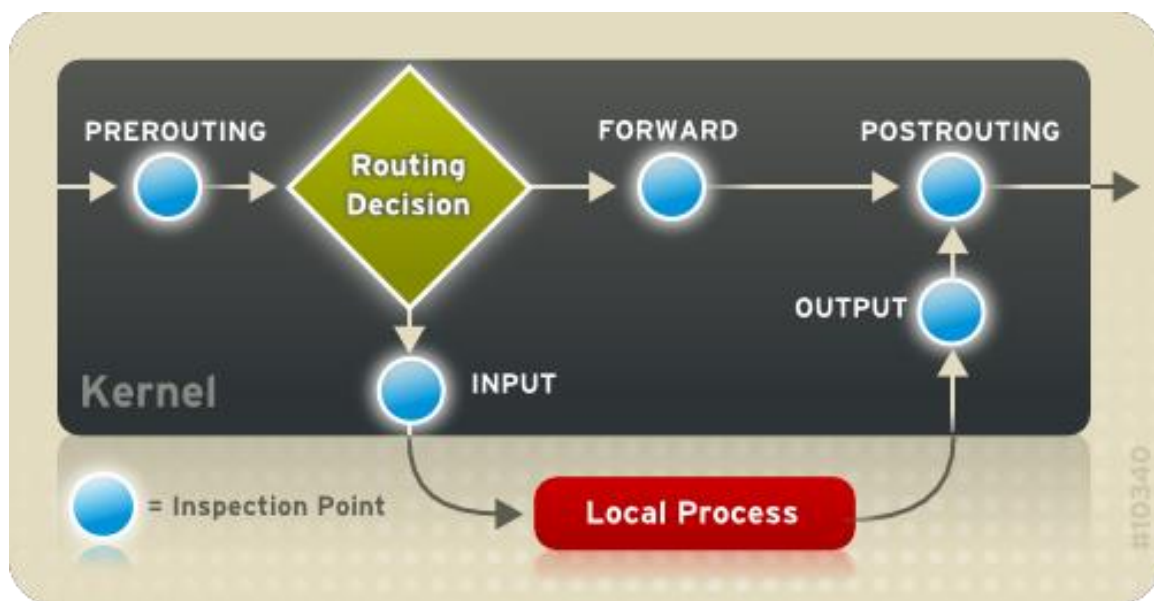 PREROUTING
Routing
Decision
FORWARD
POSTROUTING
OUTPUT
INPUT
Kernel
= Inspection Point
Local Process
#10340